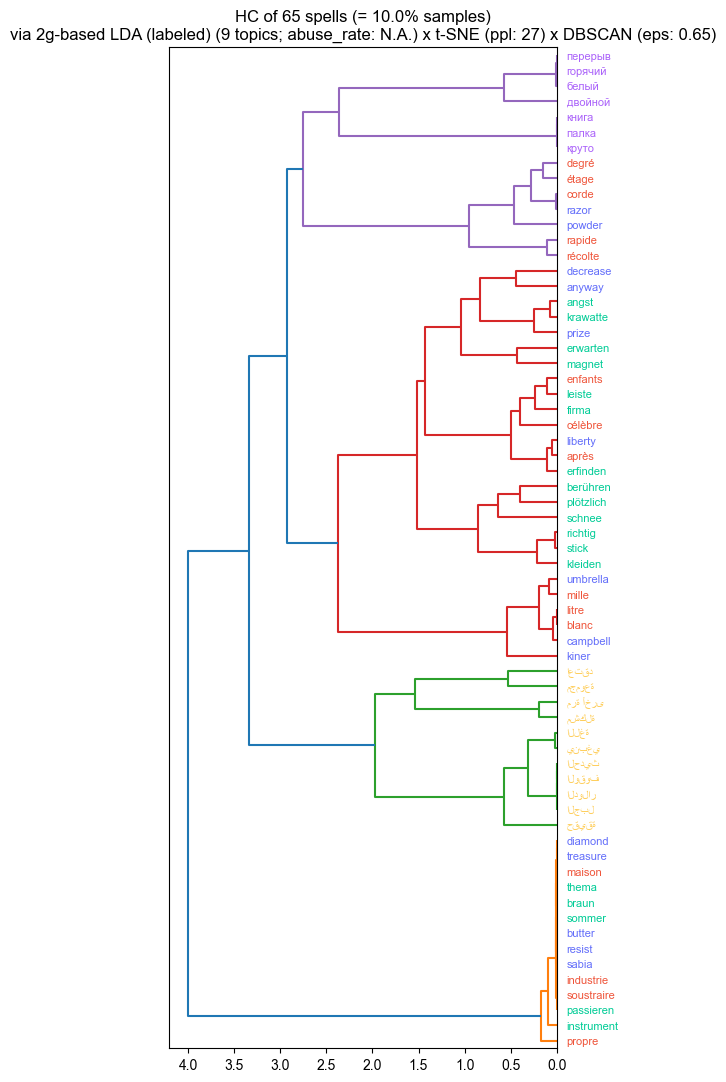 HC of 65 spells (= 10.0% samples)
via 2g-based LDA (labeled) (9 topics; abuse_rate: N.A.) x t-SNE (ppl: 27) x DBSCAN (eps: 0.65)
перерыв
горячий
белый
двойной
книга
палка
круто
degré
étage
corde
razor
powder
rapide
récolte
decrease
anyway
angst
krawatte
prize
erwarten
magnet
enfants
leiste
firma
célèbre
liberty
après
erfinden
berühren
plötzlich
schnee
richtig
stick
kleiden
umbrella
mille
litre
blanc
campbell
kiner
اعتقد
مجموعة
مرة اخرى
مشكلة
اللغة
ينبغي
الحديث
الوقوف
الدولار
الجبل
حقيقة
diamond
treasure
maison
thema
braun
sommer
butter
resist
sabia
industrie
soustraire
passieren
instrument
propre
4.0 3.5 3.0 2.5 2.0 1.5 1.0 0.5 0.0